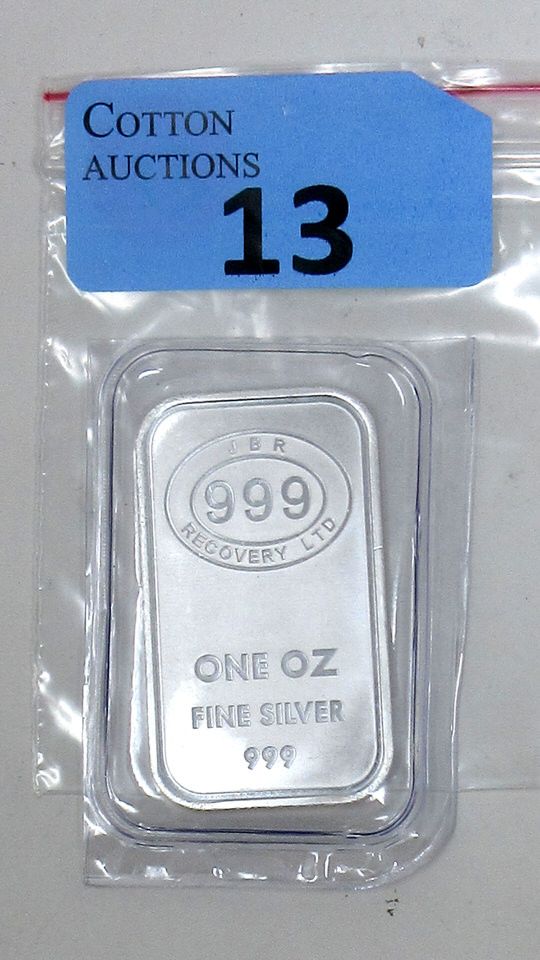 COTTON
AUCTIONS
13
JBR
999
RECOVERY LTD
ONE OZ
FINE SILVER
999